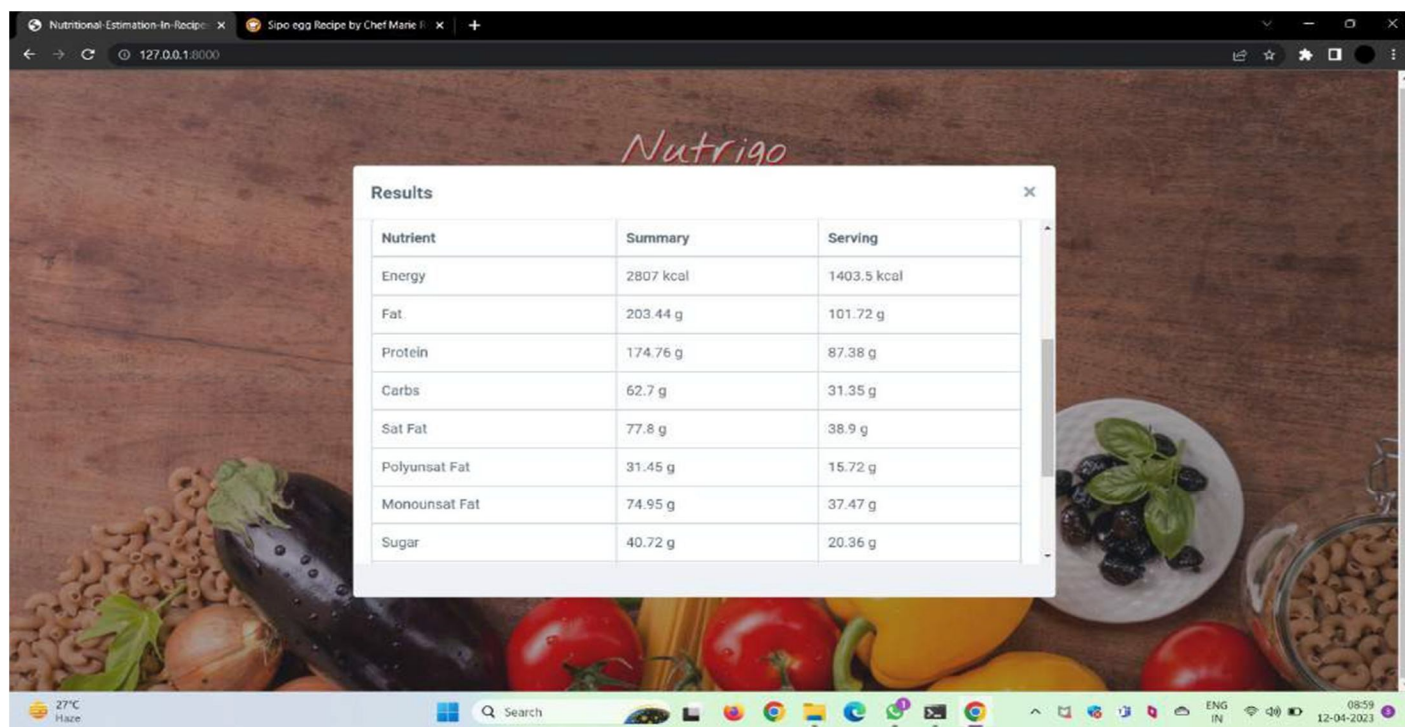 Nutritional-Estimation-In-Recipe
Sipo egg Recipe by Chef Marie R
127.0.0.1:8000
Nutrigo
Results
Nutrient Summary Serving
Energy 2807 kcal 1403.5 kcal
Fat 203.44 g 101.72 g
Protein 174.76 g 87.38 g
Carbs 62.7 g 31.35 g
Sat Fat 77.8 g 38.9 g
Polyunsat Fat 31.45 g 15.72 g
Monounsat Fat 74.95 g 37.47 g
Sugar 40.72 g 20.36 g
27°C
Haze
Search
ENG
IN
08:59
12-04-2023